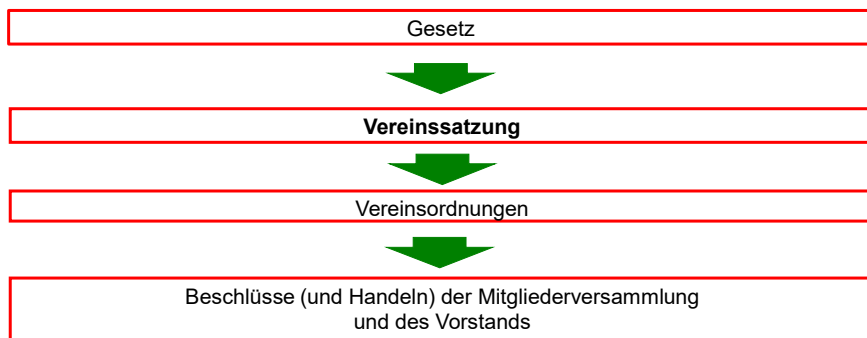 Gesetz
Vereinssatzung
Vereinsordnungen
Beschlüsse (und Handeln) der Mitgliederversammlung
und des Vorstands